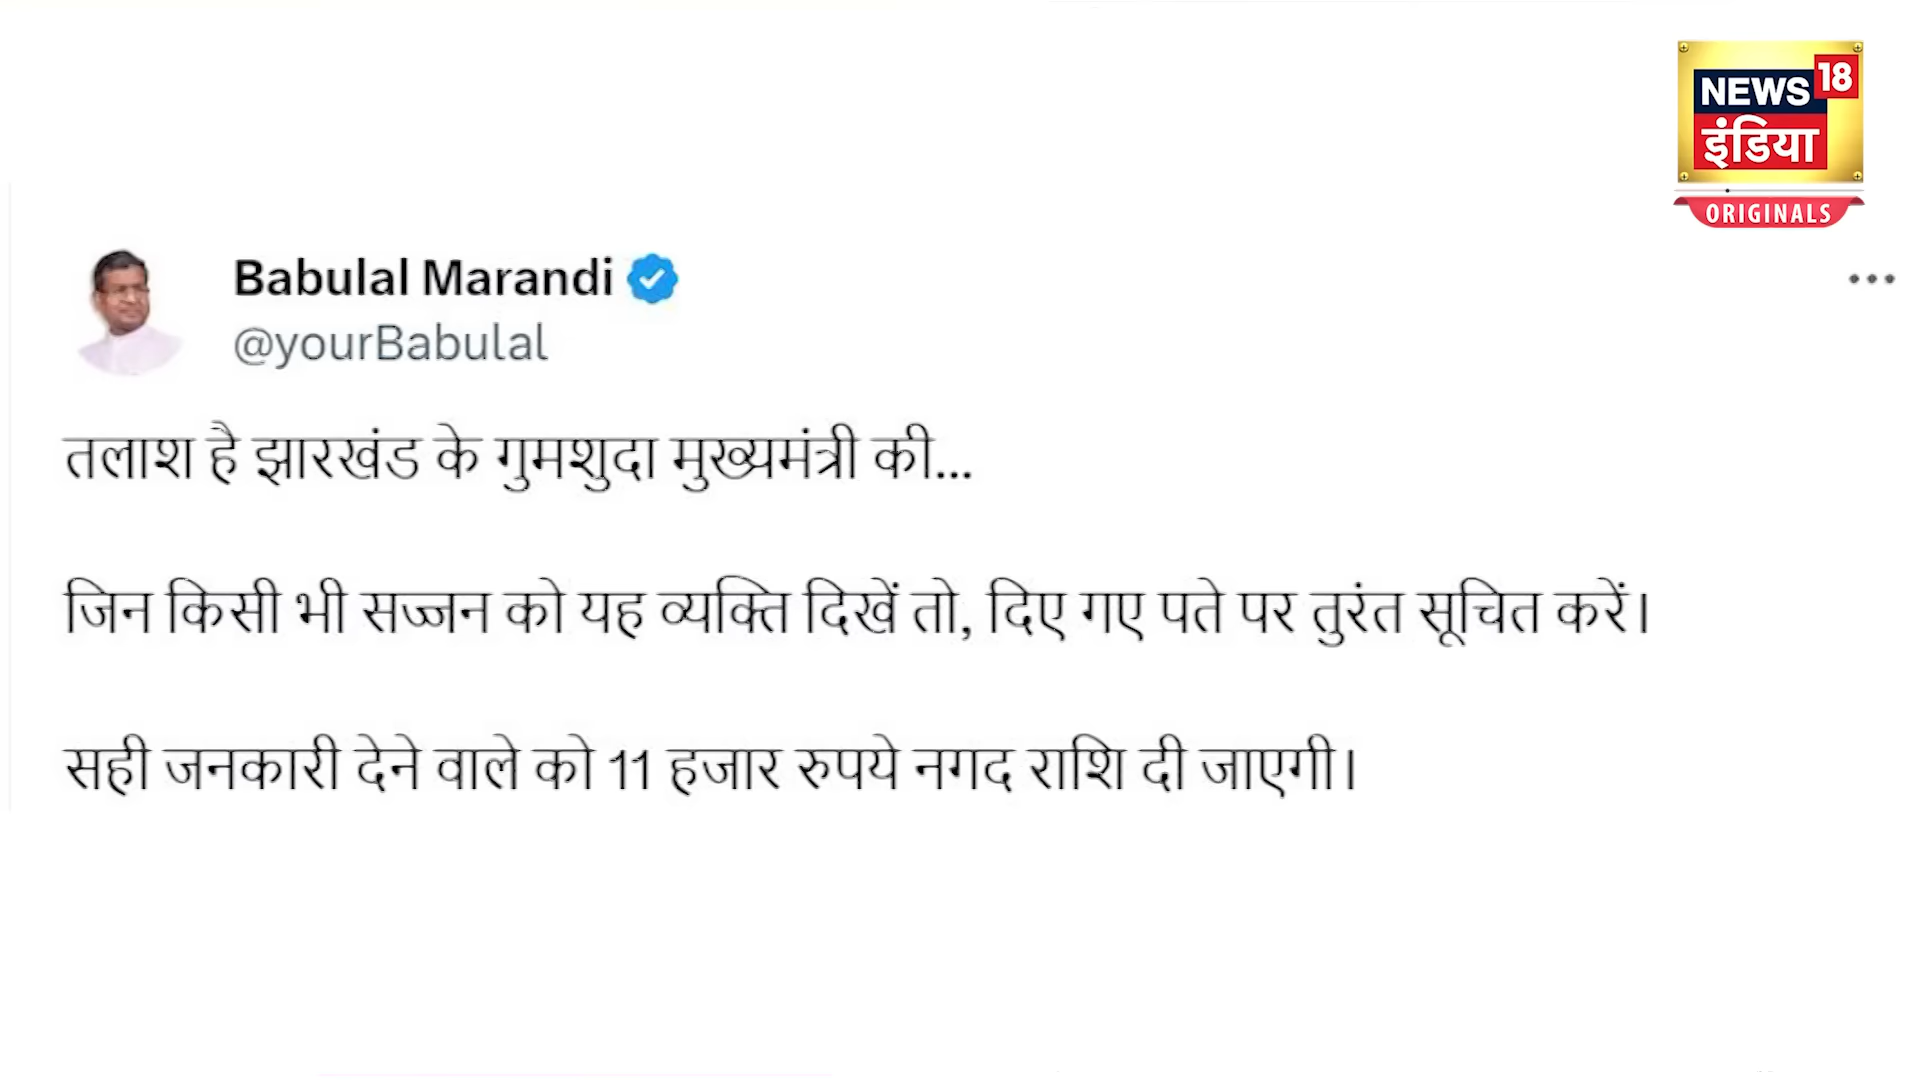 NEWS 18
इंडिया
ORIGINALS
Babulal Marandi
@yourBabulal
तलाश है झारखंड के गुमशुदा मुख्यमंत्री की...
जिन किसी भी सज्जन को यह व्यक्ति दिखें तो, दिए गए पते पर तुरंत सूचित करें।
सही जनकारी देने वाले को 11 हजार रुपये नगद राशि दी जाएगी।